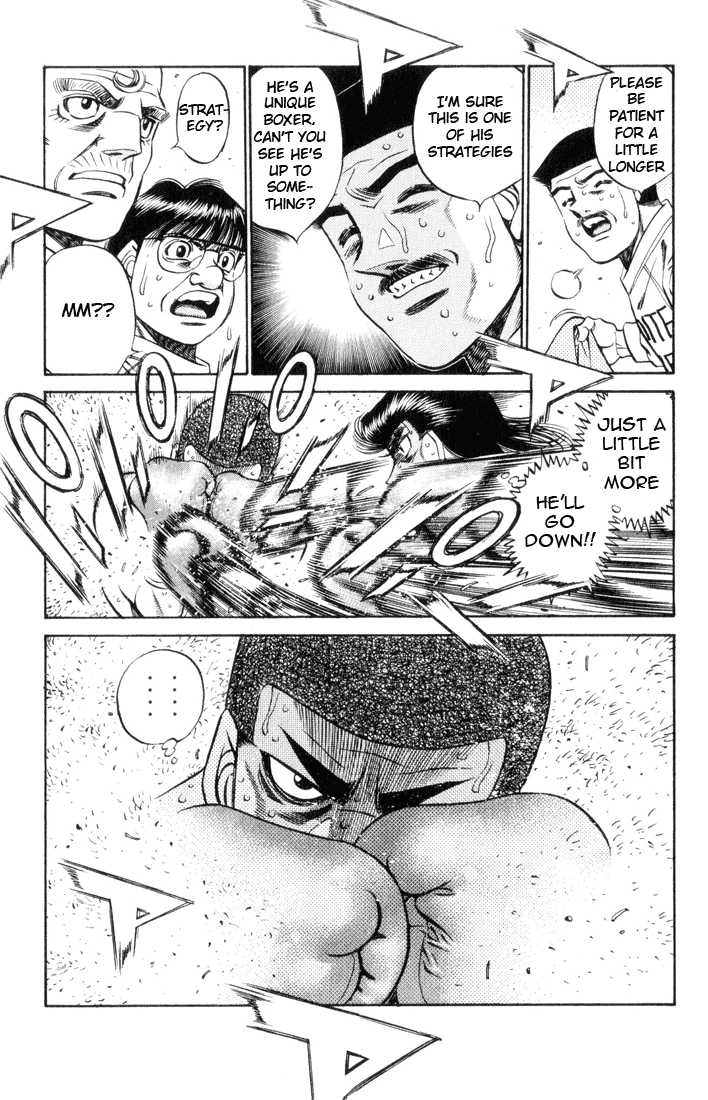 PLEASE
BE
PATIENT
FOR A
LITTLE
LONGER
I'M SURE
THIS IS ONE
OF HIS
STRATEGIES
HE'S A
UNIQUE
BOXER.
CAN'T YOU
SEE HE'S
UP TO
SOME-
THING?
STRAT-
EGY?
MM??
JUST A
LITTLE
BIT
MORE
HE'LL
GO
DOWN!!